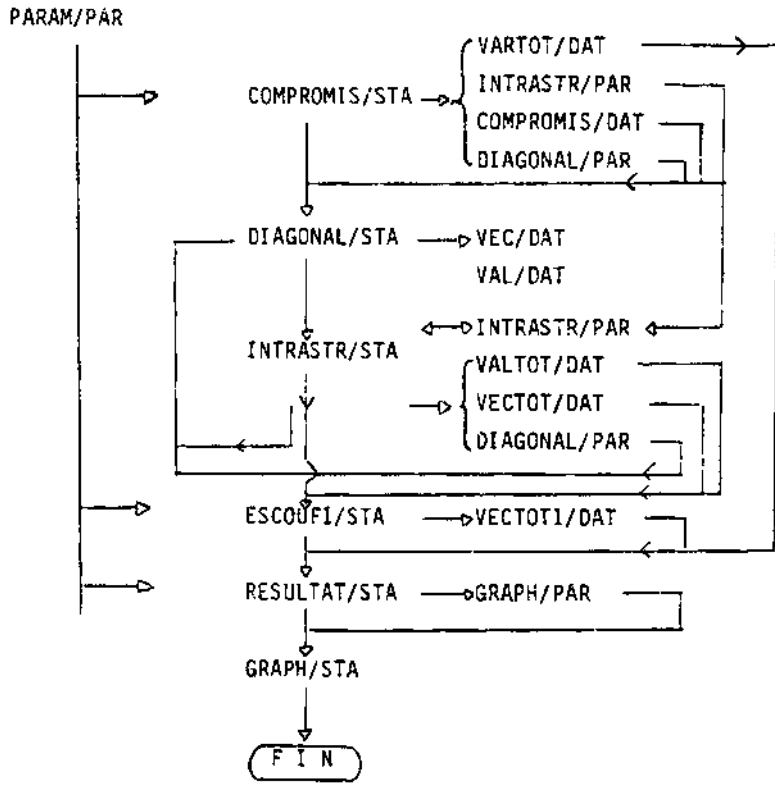 PARAM/PAR
VARTOT/DAT
INTRASTR/PAR
COMPROMIS/STA
COMPROMIS/DAT
DIAGONAL/PAR
DIAGONAL/STA
VEC/DAT
VAL/DAT
INTRASTR/PAR
INTRASTR/STA
VALTOT/DAT
VECTOT/DAT
DIAGONAL/PAR
ESCOUFI/STA
VECTOT1/DAT
RESULTAT/STA
GRAPH/PAR
GRAPH/STA
F I N